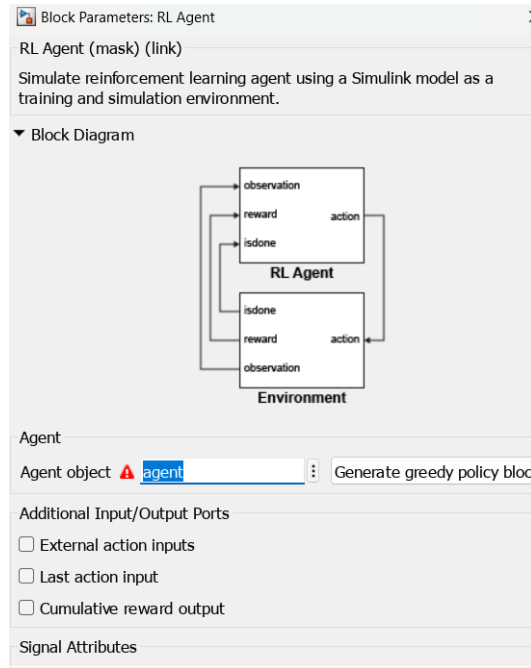 Block Parameters: RL Agent
RL Agent (mask) (link)
Simulate reinforcement learning agent using a Simulink model as a
training and simulation environment.
Block Diagram
observation
reward
action
isdone
RL Agent
isdone
reward
action
observation
Environment
Agent
Agent object
agent
Generate greedy policy bloc
Additional Input/Output Ports
External action inputs
Last action input
Cumulative reward output
Signal Attributes